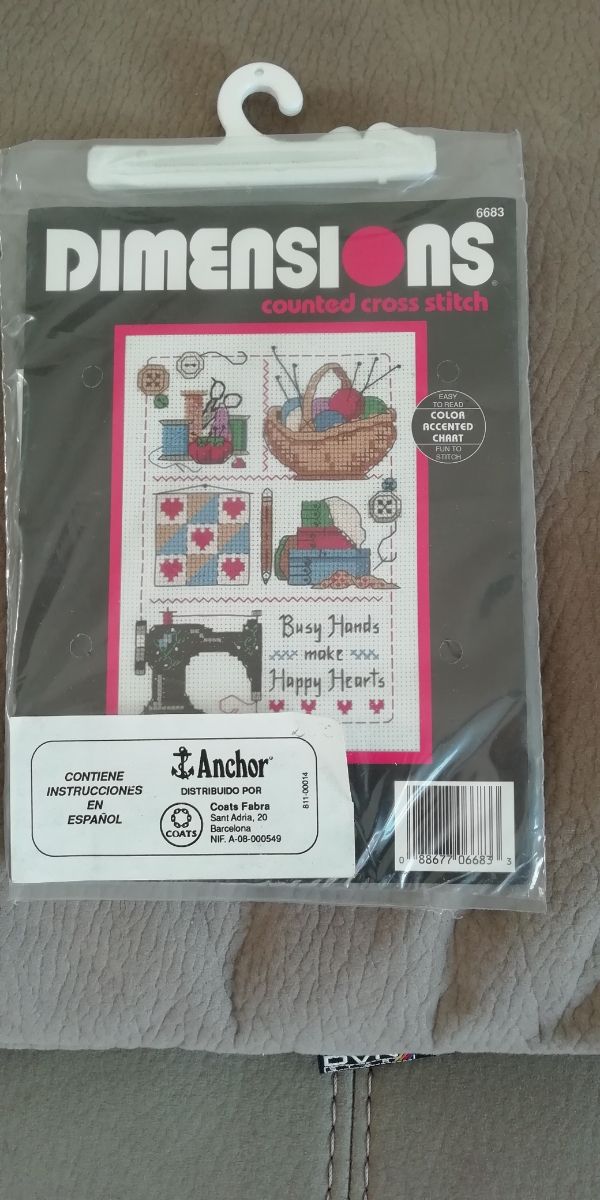 6683
DIMENSIONS®
counted cross stitch
EASY
TO READ
COLOR
ACCENTED
CHART
FUN TO
STITCH
Busy Hands
make
Happy Hearts
CONTIENE
INSTRUCCIONES
EN
ESPAÑOL
Anchor®
DISTRIBUIDO POR
COATS
Coats Fabra
Sant Adria, 20
Barcelona
NIF. A-08-000549
811-00014
0 88677 06683 3